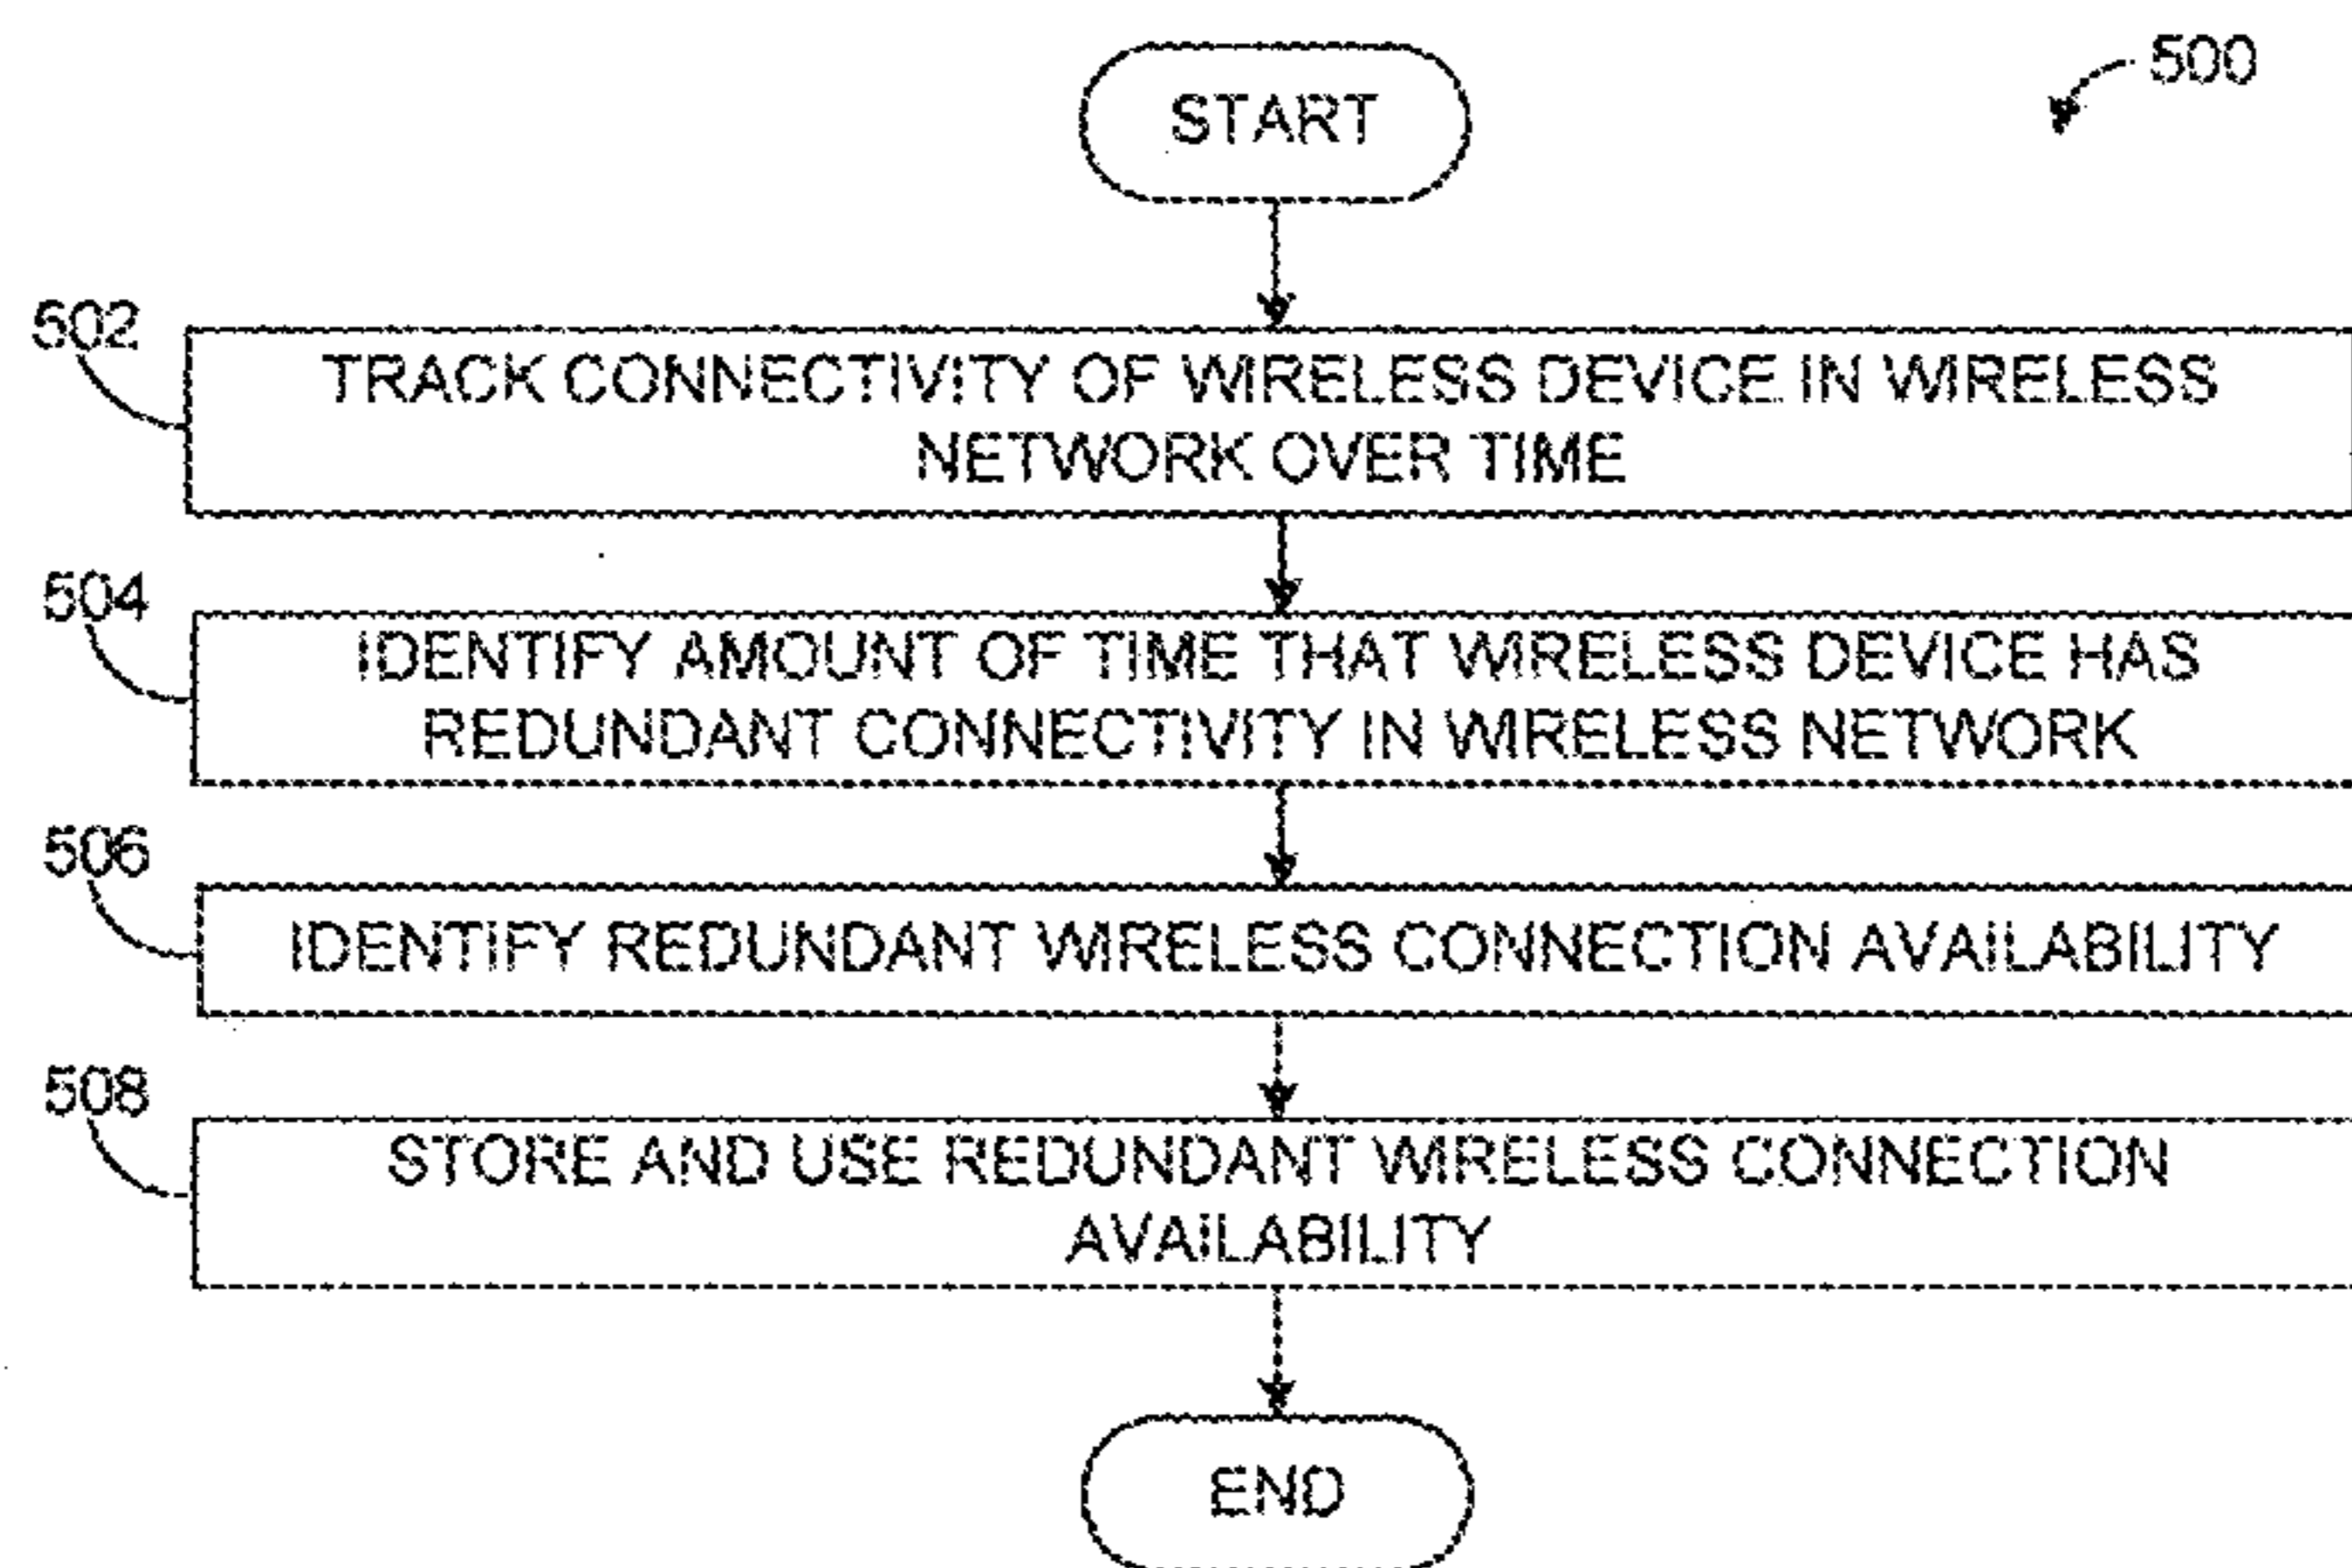 START
500
502
TRACK CONNECTIVITY OF WIRELESS DEVICE IN WIRELESS
NETWORK OVER TIME
504
IDENTIFY AMOUNT OF TIME THAT WIRELESS DEVICE HAS
REDUNDANT CONNECTIVITY IN WIRELESS NETWORK
506
IDENTIFY REDUNDANT WIRELESS CONNECTION AVAILABILITY
508
STORE AND USE REDUNDANT WIRELESS CONNECTION
AVAILABILITY
END